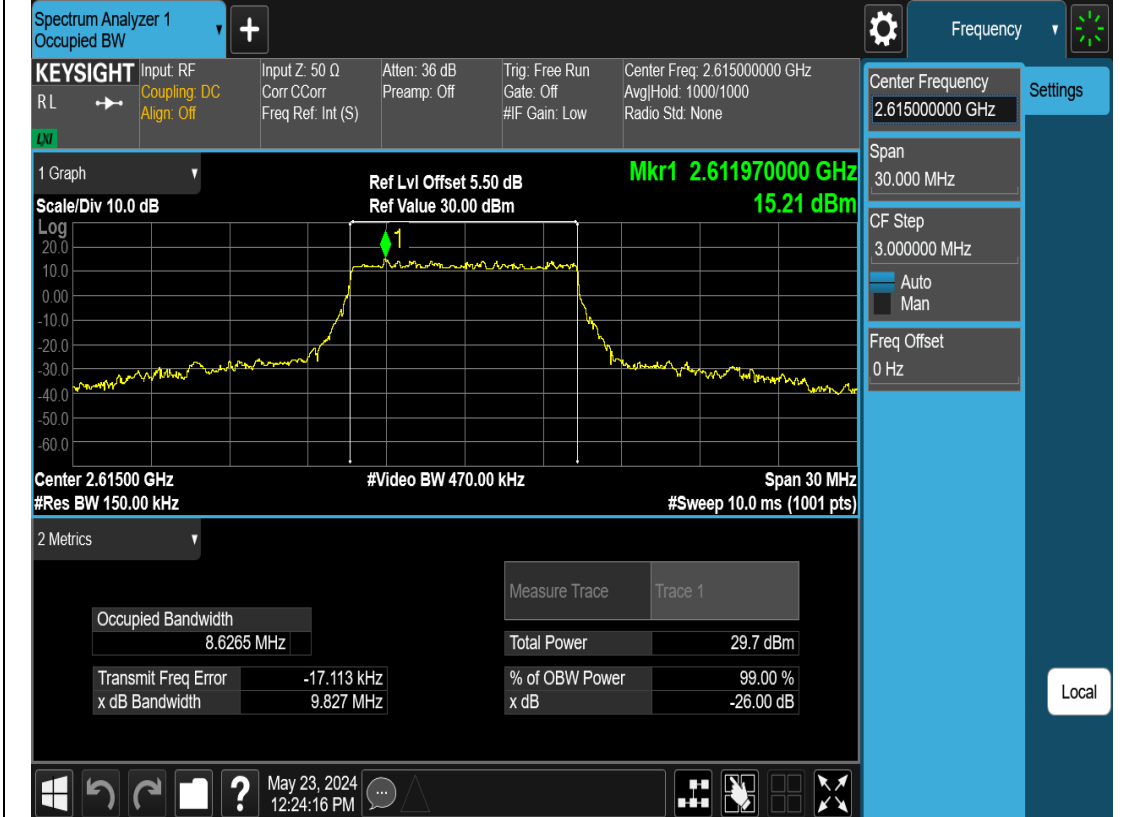 Spectrum Analyzer 1
Occupied BW
+
Frequency
KEYSIGHT
RL
LXI
Input: RF
Coupling: DC
Align: Off
Input Z: 50 Ω
Corr CCorr
Freq Ref: Int (S)
Atten: 36 dB
Preamp: Off
Trig: Free Run
Gate: Off
#IF Gain: Low
Center Freq: 2.615000000 GHz
Avg|Hold: 1000/1000
Radio Std: None
Center Frequency
2.615000000 GHz
Settings
Span
30.000 MHz
CF Step
3.000000 MHz
Auto
Man
Freq Offset
0 Hz
Local
1 Graph
Scale/Div 10.0 dB
Ref Lvl Offset 5.50 dB
Ref Value 30.00 dBm
Mkr1 2.611970000 GHz
15.21 dBm
Log
20.0
10.0
0.00
-10.0
-20.0
-30.0
-40.0
-50.0
-60.0
1
Center 2.61500 GHz
#Video BW 470.00 kHz
Span 30 MHz
#Res BW 150.00 kHz
#Sweep 10.0 ms (1001 pts)
2 Metrics
Measure Trace Trace 1
Occupied Bandwidth
8.6265 MHz
Total Power 29.7 dBm
Transmit Freq Error -17.113 kHz
% of OBW Power 99.00 %
x dB Bandwidth 9.827 MHz
x dB -26.00 dB
?
May 23, 2024
12:24:16 PM